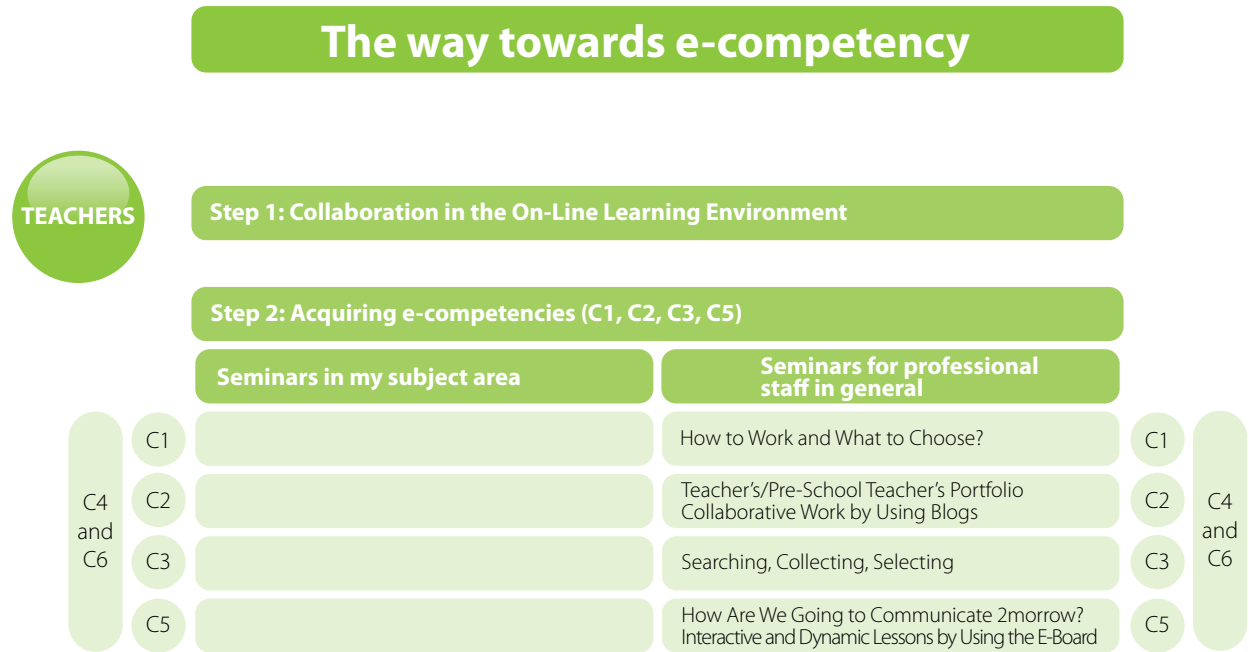 The way towards e-competency
TEACHERS
Step 1: Collaboration in the On-Line Learning Environment
Step 2: Acquiring e-competencies (C1, C2, C3, C5)
Seminars in my subject area
Seminars for professional
staff in general
C4
and
C6
C1
How to Work and What to Choose?
C1
C2
Teacher’s/Pre-School Teacher’s Portfolio
Collaborative Work by Using Blogs
C2
C3
Searching, Collecting, Selecting
C3
C5
How Are We Going to Communicate 2morrow?
Interactive and Dynamic Lessons by Using the E-Board
C5
C4
and
C6